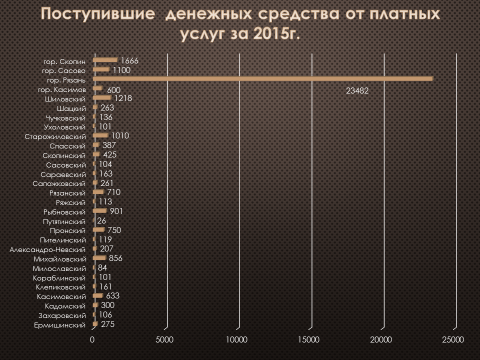 Поступившие денежных средства от платных
услуг за 2015г.
гор. Скопин 1666
гор. Сасово 1100
гор. Рязань 23482
гор. Касимов 600
Шиловский 1218
Шацкий 263
Чучковский 136
Ухоловский 101
Старожиловский 1010
Спасский 387
Скопинский 425
Сасовский 104
Сараевский 163
Сапожковский 261
Рязанский 710
Ряжский 113
Рыбновский 901
Путятинский 26
Пронский 750
Пителинский 119
Александро-Невский 207
Михайловский 856
Милославский 84
Кораблинский 101
Клепиковский 161
Касимовский 633
Кадомский 300
Захаровский 106
Ермишинский 275
0 5000 10000 15000 20000 25000